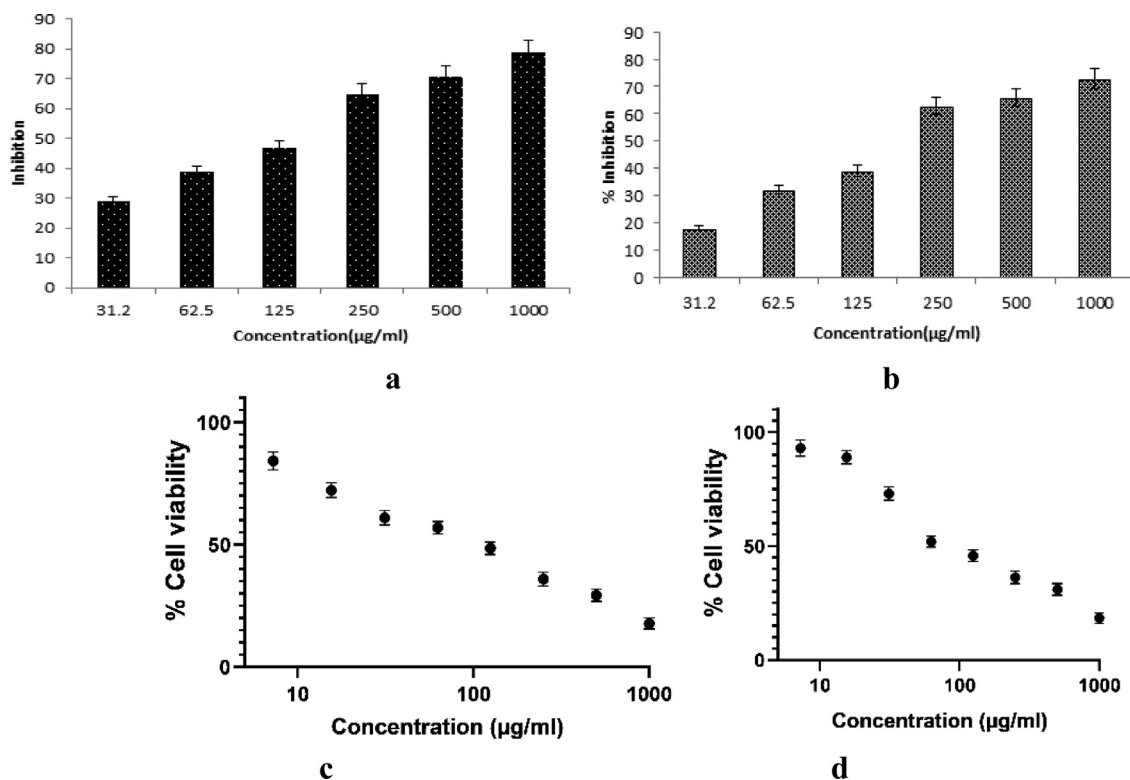 90
80
70
60
50
40
30
20
10
0
Inhibition
31.2 62.5 125 250 500 1000
Concentration(µg/ml)
a
90
80
70
60
50
40
30
20
10
0
% Inhibition
31.2 62.5 125 250 500 1000
Concentration(µg/ml)
b
100
50
0
% Cell viability
10 100 1000
Concentration (µg/ml)
c
100
50
0
% Cell viability
10 100 1000
Concentration (µg/ml)
d